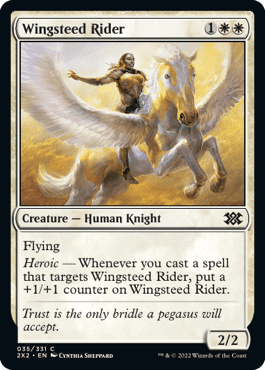 Wingsteed Rider 1
Creature — Human Knight
Flying
Heroic — Whenever you cast a spell
that targets Wingsteed Rider, put a
+1/+1 counter on Wingsteed Rider.
Trust is the only bridle a pegasus will
accept.
2/2
035/331 C
2X2 • EN Cynthia Sheppard
™ & © 2022 Wizards of the Coast